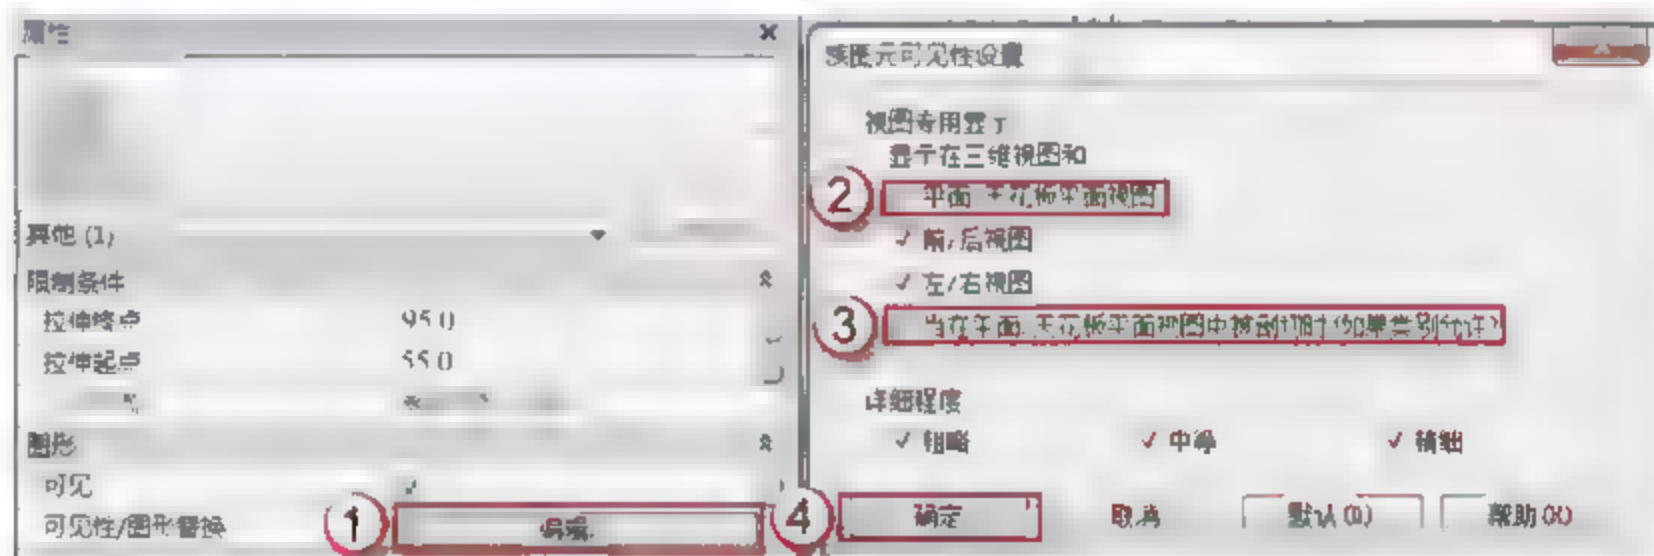 属性
其他 (1)
限制条件
拉伸终点 95.0
拉伸起点 55.0
图形
可见
可见性/图形替换
① 编辑
族图元可见性设置
视图专用显示
显示在三维视图和
② 平面/天花板平面视图
前/后视图
左/右视图
③ 当在平面/天花板平面视图中被剖切时(如果类别允许)
详细程度
粗略 中等 精细
④ 确定 取消 默认 帮助